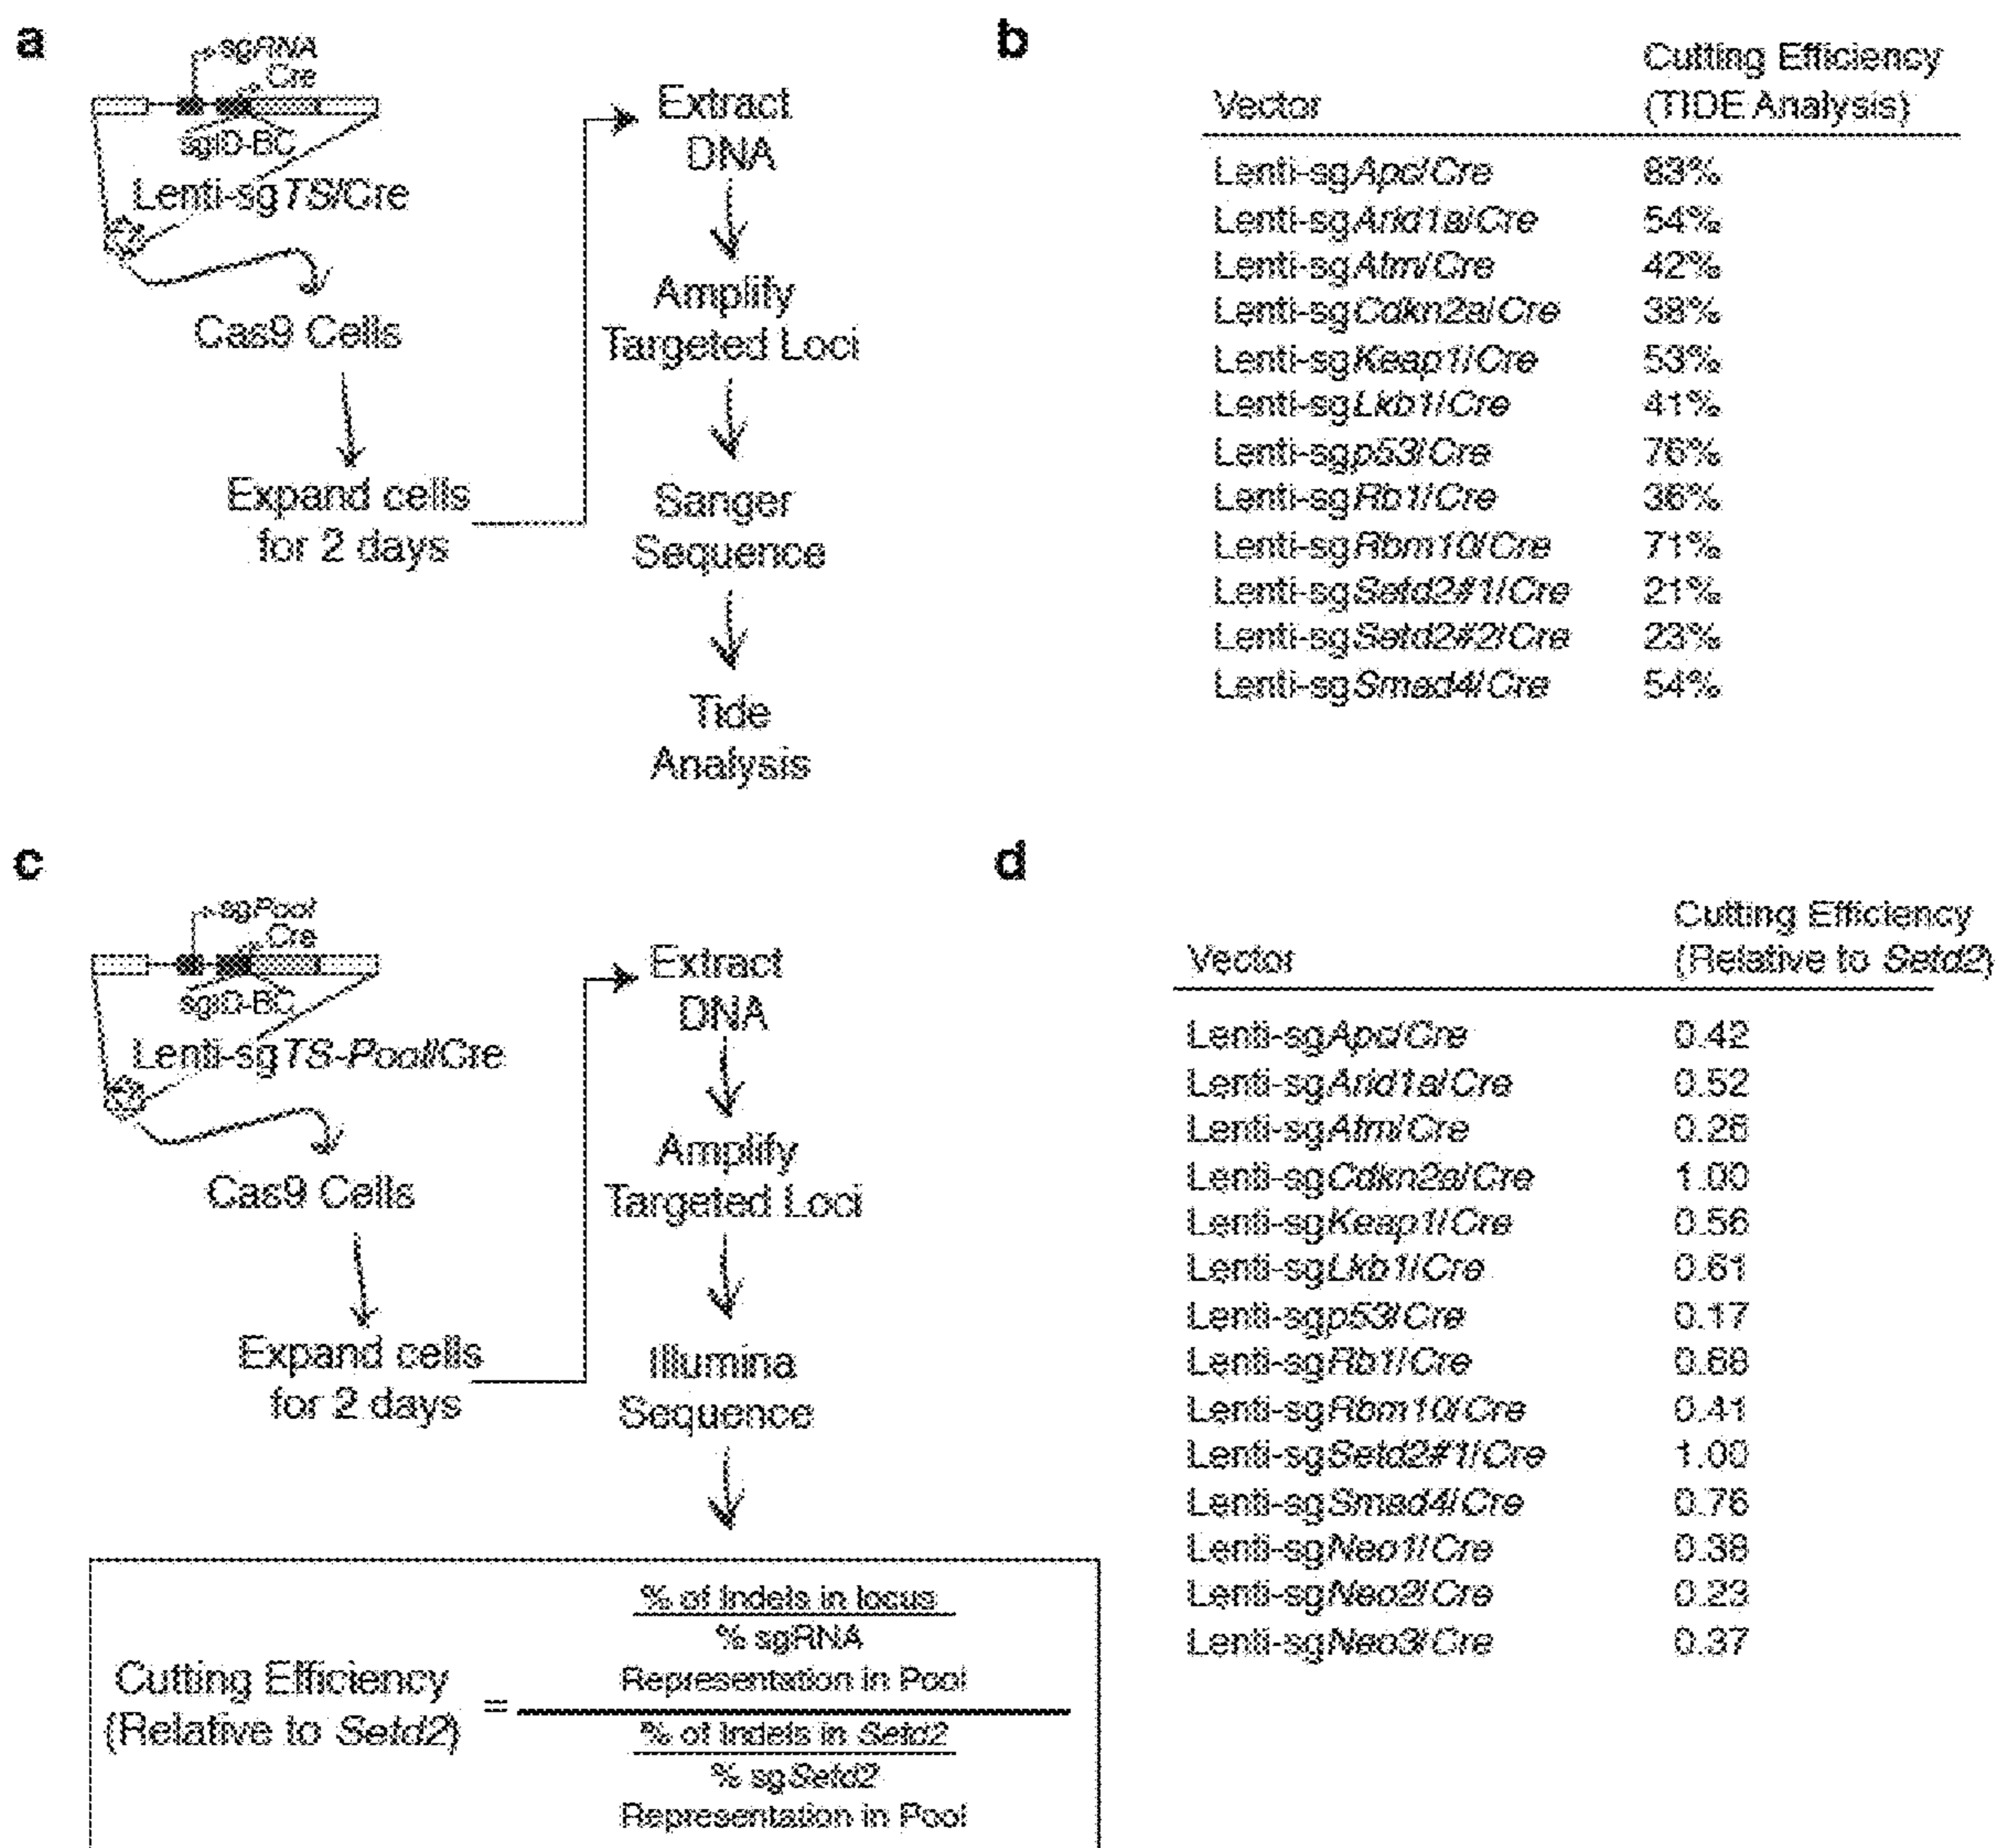 a
sgRNA
Cre
sgID-BC
Lenti-sgTS/Cre
Cas9 Cells
Expand cells
for 2 days
Extract
DNA
Amplify
Targeted Loci
Sanger
Sequence
Tide
Analysis
b
Vector Cutting Efficiency
(TIDE Analysis)
Lenti-sgApc/Cre
Lenti-sgArid1a/Cre 54%
Lenti-sgAtm/Cre 42%
Lenti-sgCdkn2a/Cre
Lenti-sgKeap1/Cre 53%
Lenti-sgLkb1/Cre 41%
Lenti-sgp53/Cre 76%
Lenti-sgRb1/Cre
Lenti-sgRbm10/Cre 71%
Lenti-sgSetd2#1/Cre 21%
Lenti-sgSetd2#2/Cre 23%
Lenti-sgSmad4/Cre 54%
c
sgPool
Cre
sgID-BC
Lenti-sgTS-Pool/Cre
Cas9 Cells
Expand cells
for 2 days
Extract
DNA
Amplify
Targeted Loci
Illumina
Sequence
Cutting Efficiency
(Relative to Setd2)
=
% of Indels in locus
% sgRNA
Representation in Pool
% of Indels in Setd2
% sgSetd2
Representation in Pool
d
Vector Cutting Efficiency
(Relative to Setd2)
Lenti-sgApc/Cre 0.42
Lenti-sgArid1a/Cre 0.52
Lenti-sgAtm/Cre
Lenti-sgCdkn2a/Cre 1.00
Lenti-sgKeap1/Cre 0.56
Lenti-sgLkb1/Cre 0.61
Lenti-sgp53/Cre 0.17
Lenti-sgRb1/Cre
Lenti-sgRbm10/Cre 0.41
Lenti-sgSetd2#1/Cre 1.00
Lenti-sgSmad4/Cre 0.76
Lenti-sgNeo1/Cre
Lenti-sgNeo2/Cre 0.23
Lenti-sgNeo3/Cre 0.37